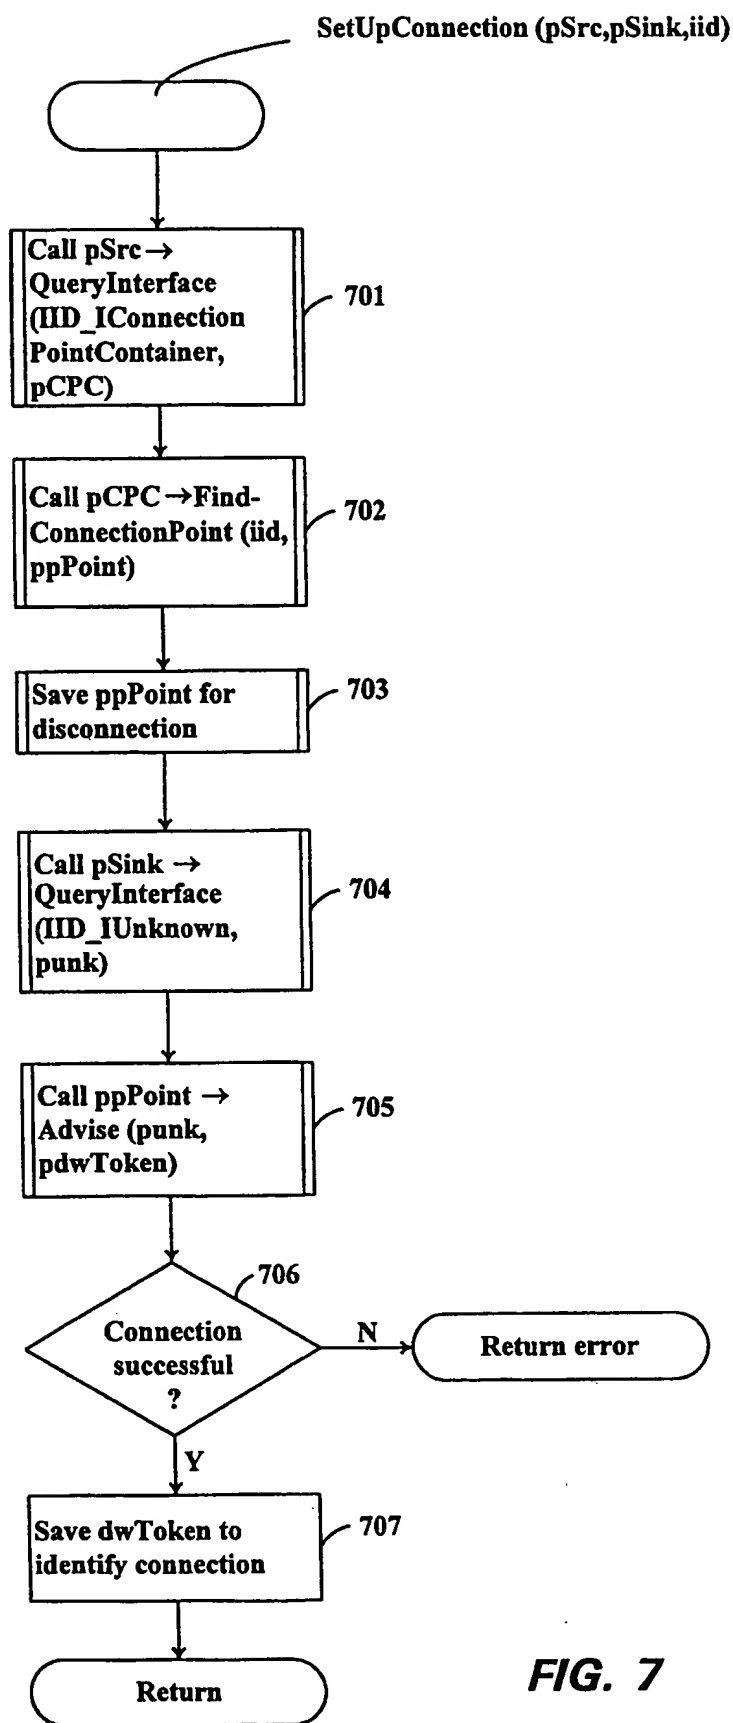 SetUpConnection (pSrc,pSink,iid)
Call pSrc→
QueryInterface
(IID_IConnection
PointContainer,
pCPC)
701
Call pCPC→Find-
ConnectionPoint (iid,
ppPoint)
702
Save ppPoint for
disconnection
703
Call pSink →
QueryInterface
(IID_IUnknown,
punk)
704
Call ppPoint →
Advise (punk,
pdwToken)
705
706
Connection
successful
?
N
Return error
Y
Save dwToken to
identify connection
707
Return
FIG. 7